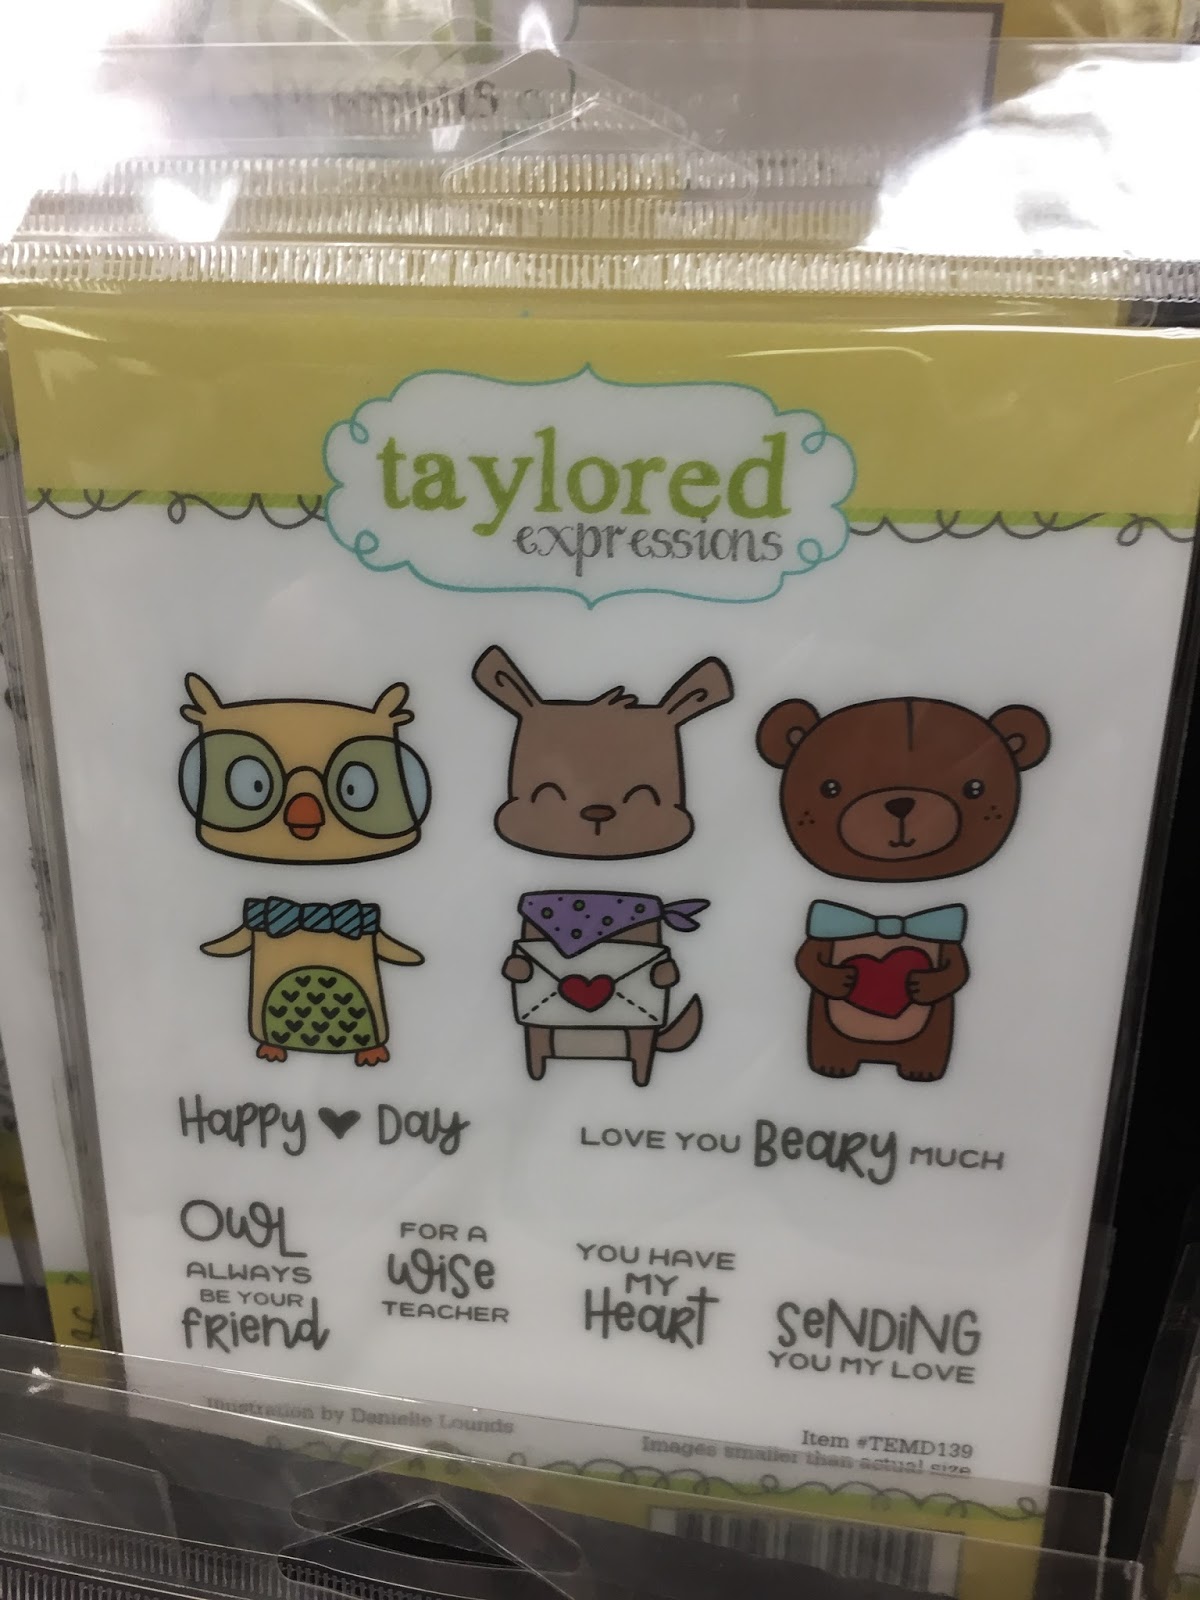 taylored
expressions
Happy ♥ Day
LOVE YOU BEARY MUCH
OWL
ALWAYS
BE YOUR
friend
FOR A
wise
TEACHER
YOU HAVE
MY
Heart
SeNDiNG
YOU MY LOVE
Illustration by Danielle Lounds
Item #TEMD139
Images smaller than actual size